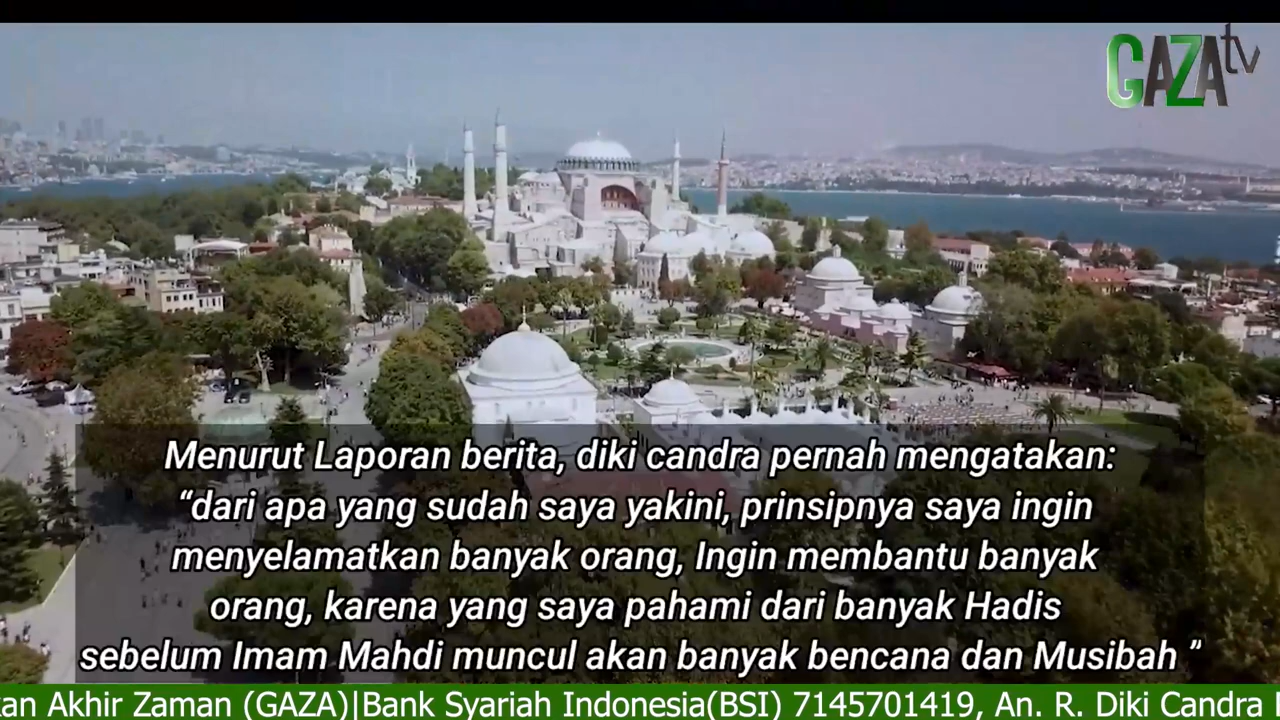 GAZAtv
Menurut Laporan berita, diki candra pernah mengatakan:
“dari apa yang sudah saya yakini, prinsipnya saya ingin
menyelamatkan banyak orang, Ingin membantu banyak
orang, karena yang saya pahami dari banyak Hadis
sebelum Imam Mahdi muncul akan banyak bencana dan Musibah ”
kan Akhir Zaman (GAZA)|Bank Syariah Indonesia(BSI) 7145701419, An. R. Diki Candra